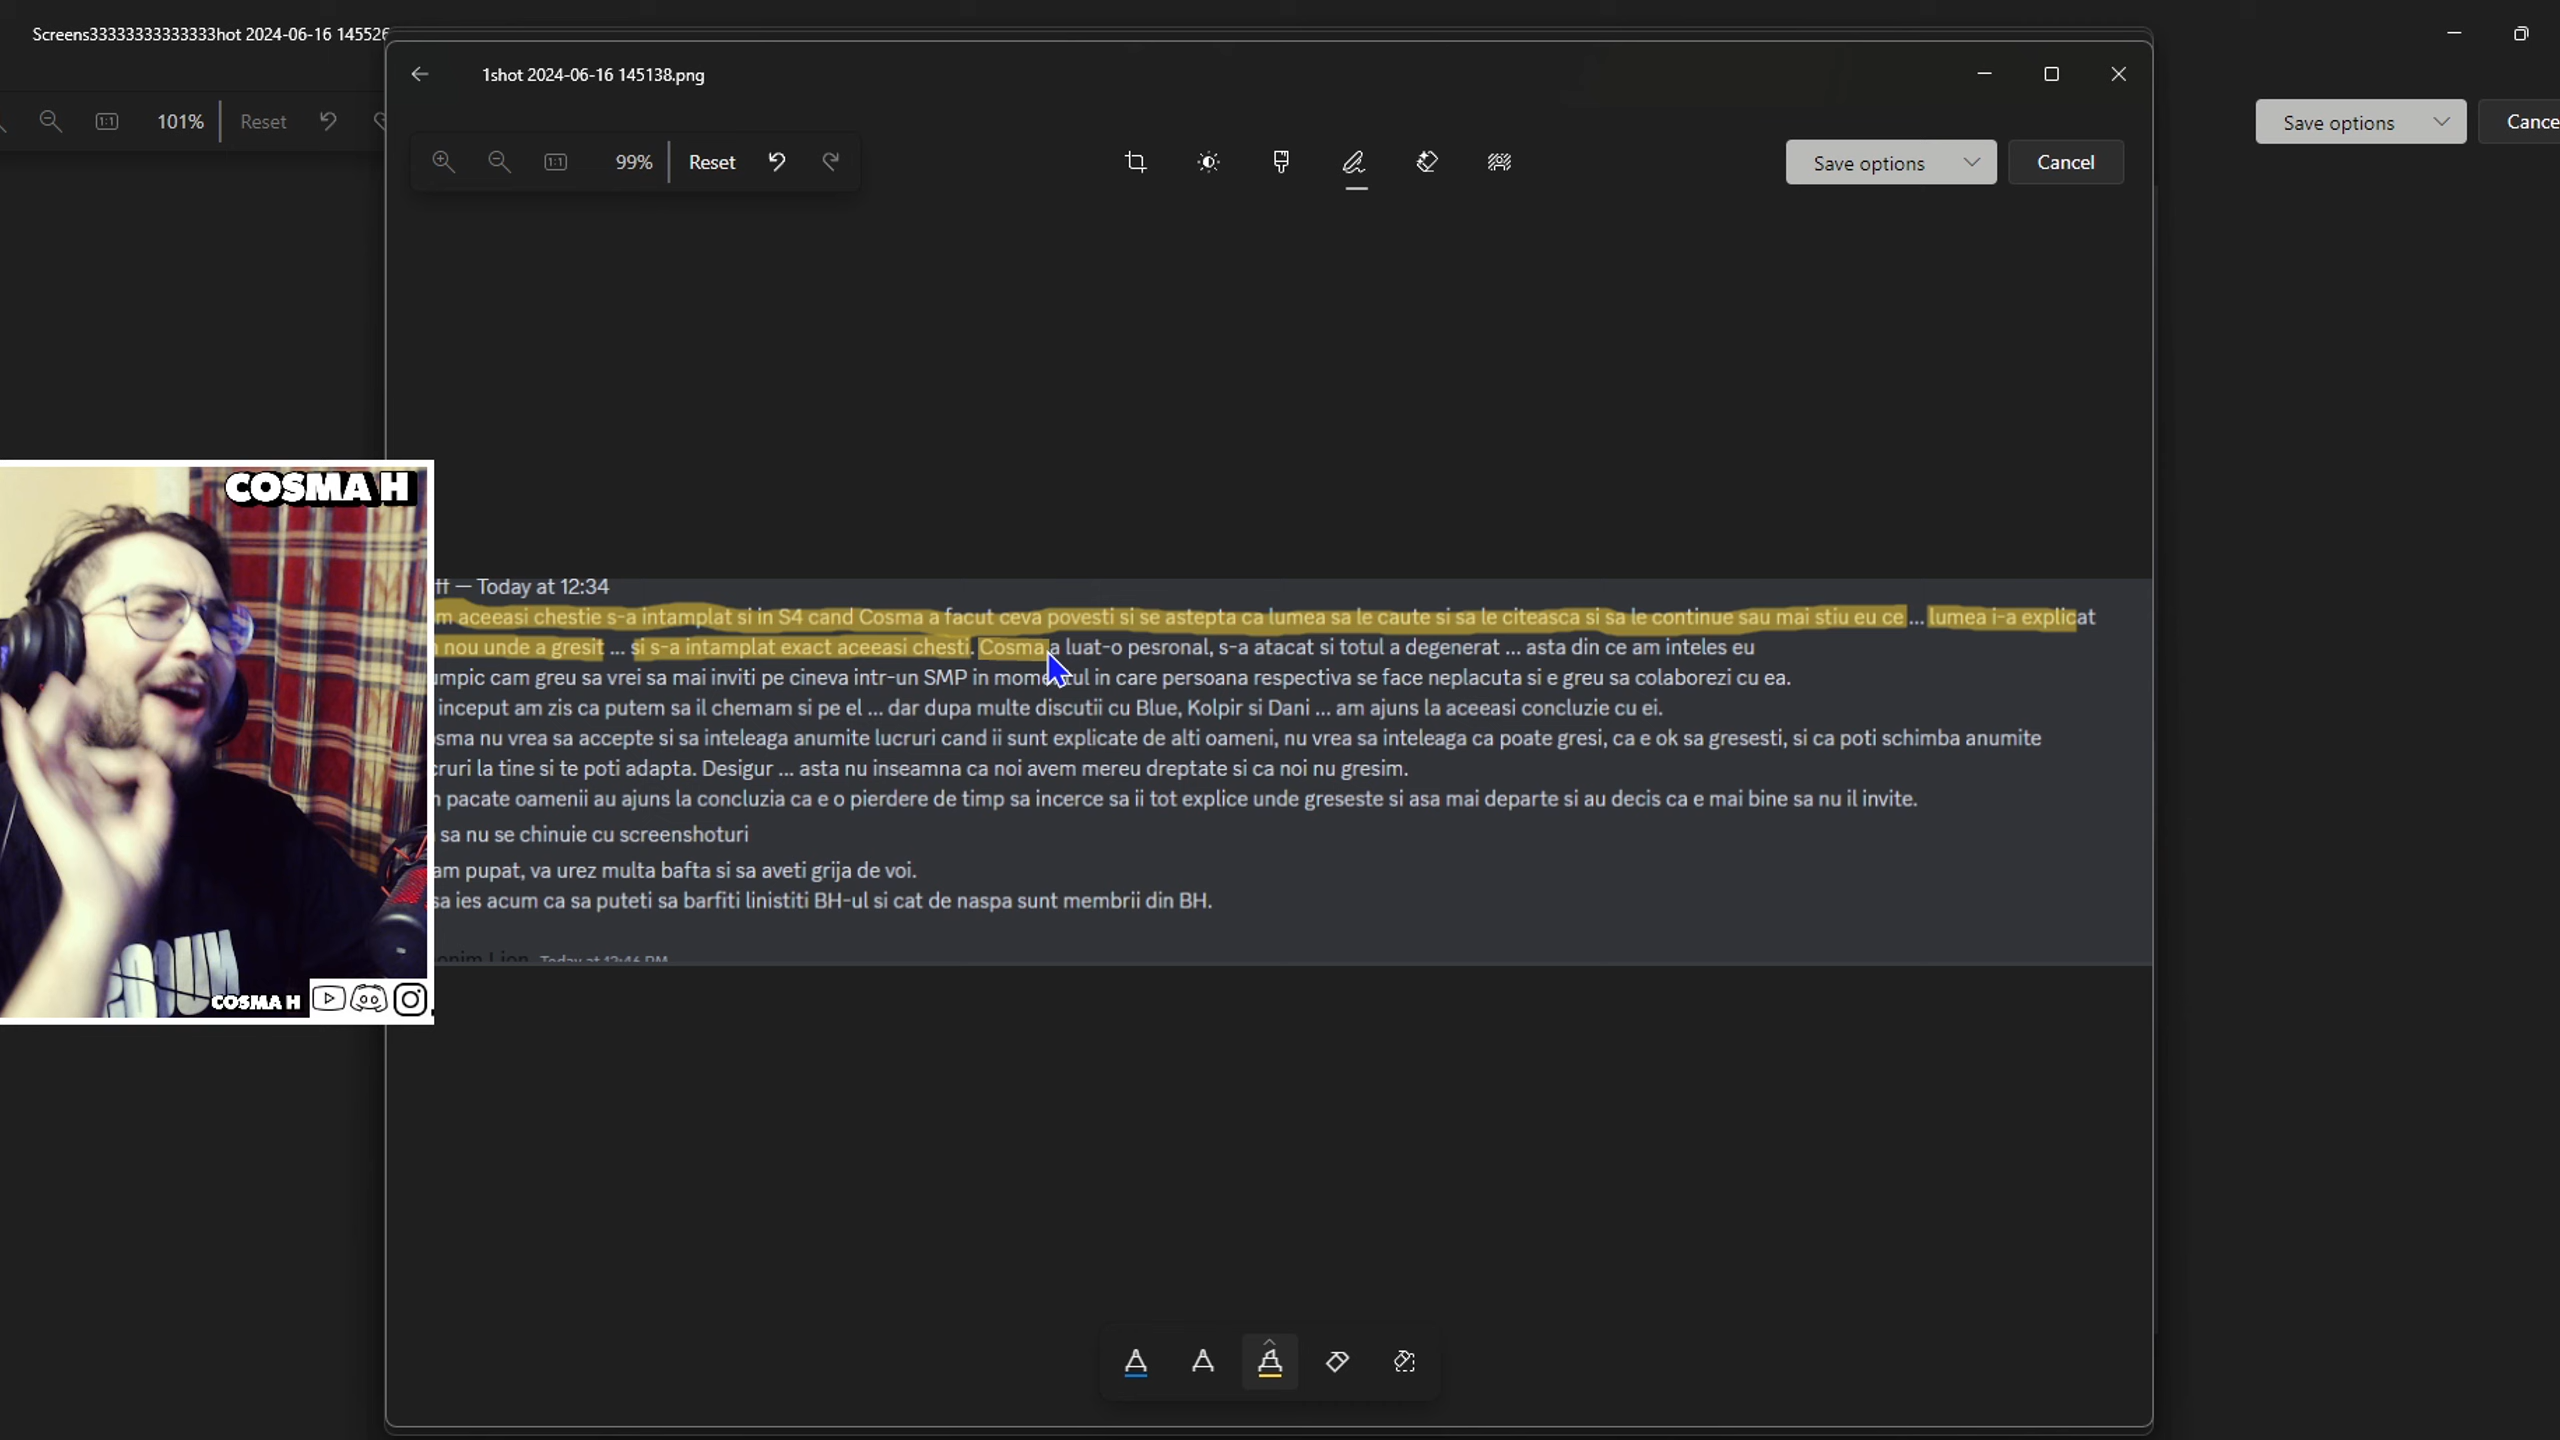 Screens33333333333333hot 2024-06-16 145526
1shot 2024-06-16 145138.png
101%
Reset
Save options
99%
Reset
Save options
Cancel
COSMA H
ff — Today at 12:34
m aceeasi chestie s-a intamplat si in S4 cand Cosma a facut ceva povesti si se astepta ca lumea sa le caute si sa le citeasca si sa le continue sau mai stiu eu ce ... lumea i-a explicat
nou unde a gresit ... si s-a intamplat exact aceeasi chesti. Cosma a luat-o pesronal, s-a atacat si totul a degenerat ... asta din ce am inteles eu
umpic cam greu sa vrei sa mai inviti pe cineva intr-un SMP in momentul in care persoana respectiva se face neplacuta si e greu sa colaborezi cu ea.
inceput am zis ca putem sa il chemam si pe el ... dar dupa multe discutii cu Blue, Kolpir si Dani ... am ajuns la aceeasi concluzie cu ei.
sma nu vrea sa accepte si sa inteleaga anumite lucruri cand ii sunt explicate de alti oameni, nu vrea sa inteleaga ca poate gresi, ca e ok sa gresesti, si ca poti schimba anumite
cruri la tine si te poti adapta. Desigur ... asta nu inseamna ca noi avem mereu dreptate si ca noi nu gresim.
n pacate oamenii au ajuns la concluzia ca e o pierdere de timp sa incerce sa ii tot explice unde greseste si asa mai departe si au decis ca e mai bine sa nu il invite.
sa nu se chinuie cu screenshoturi
am pupat, va urez multa bafta si sa aveti grija de voi.
sa ies acum ca sa puteti sa barfiti linistiti BH-ul si cat de naspa sunt membrii din BH.
onim Lion Today at 12:46 PM
COSMA H